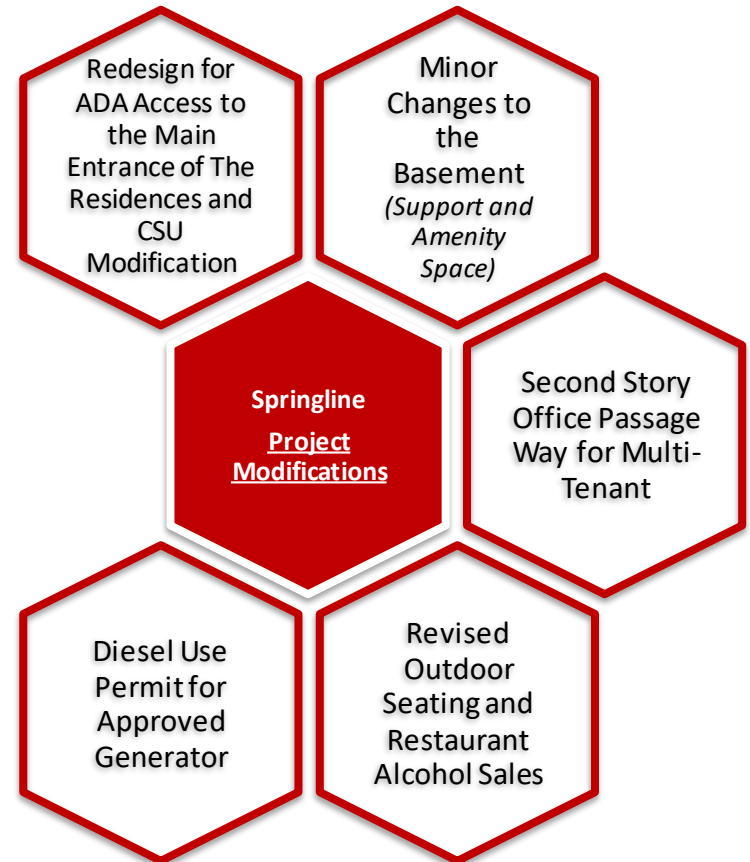 Redesign for
ADA Access to
the Main
Entrance of The
Residences and
CSU
Modification
Minor
Changes to
the
Basement
(Support and
Amenity
Space)
Springline
Project
Modifications
Second Story
Office Passage
Way for Multi-
Tenant
Diesel Use
Permit for
Approved
Generator
Revised
Outdoor
Seating and
Restaurant
Alcohol Sales